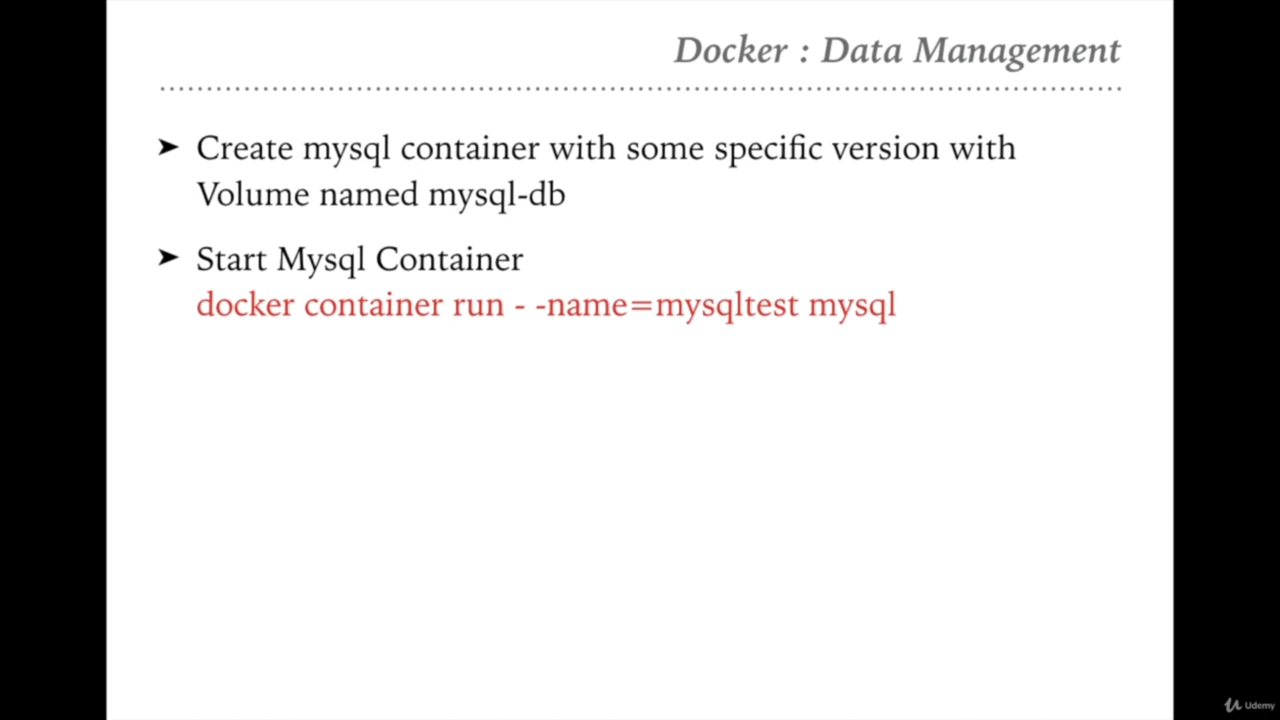 Docker : Data Management
➤ Create mysql container with some specific version with
Volume named mysql-db
➤ Start Mysql Container
docker container run - -name=mysqltest mysql
Udemy